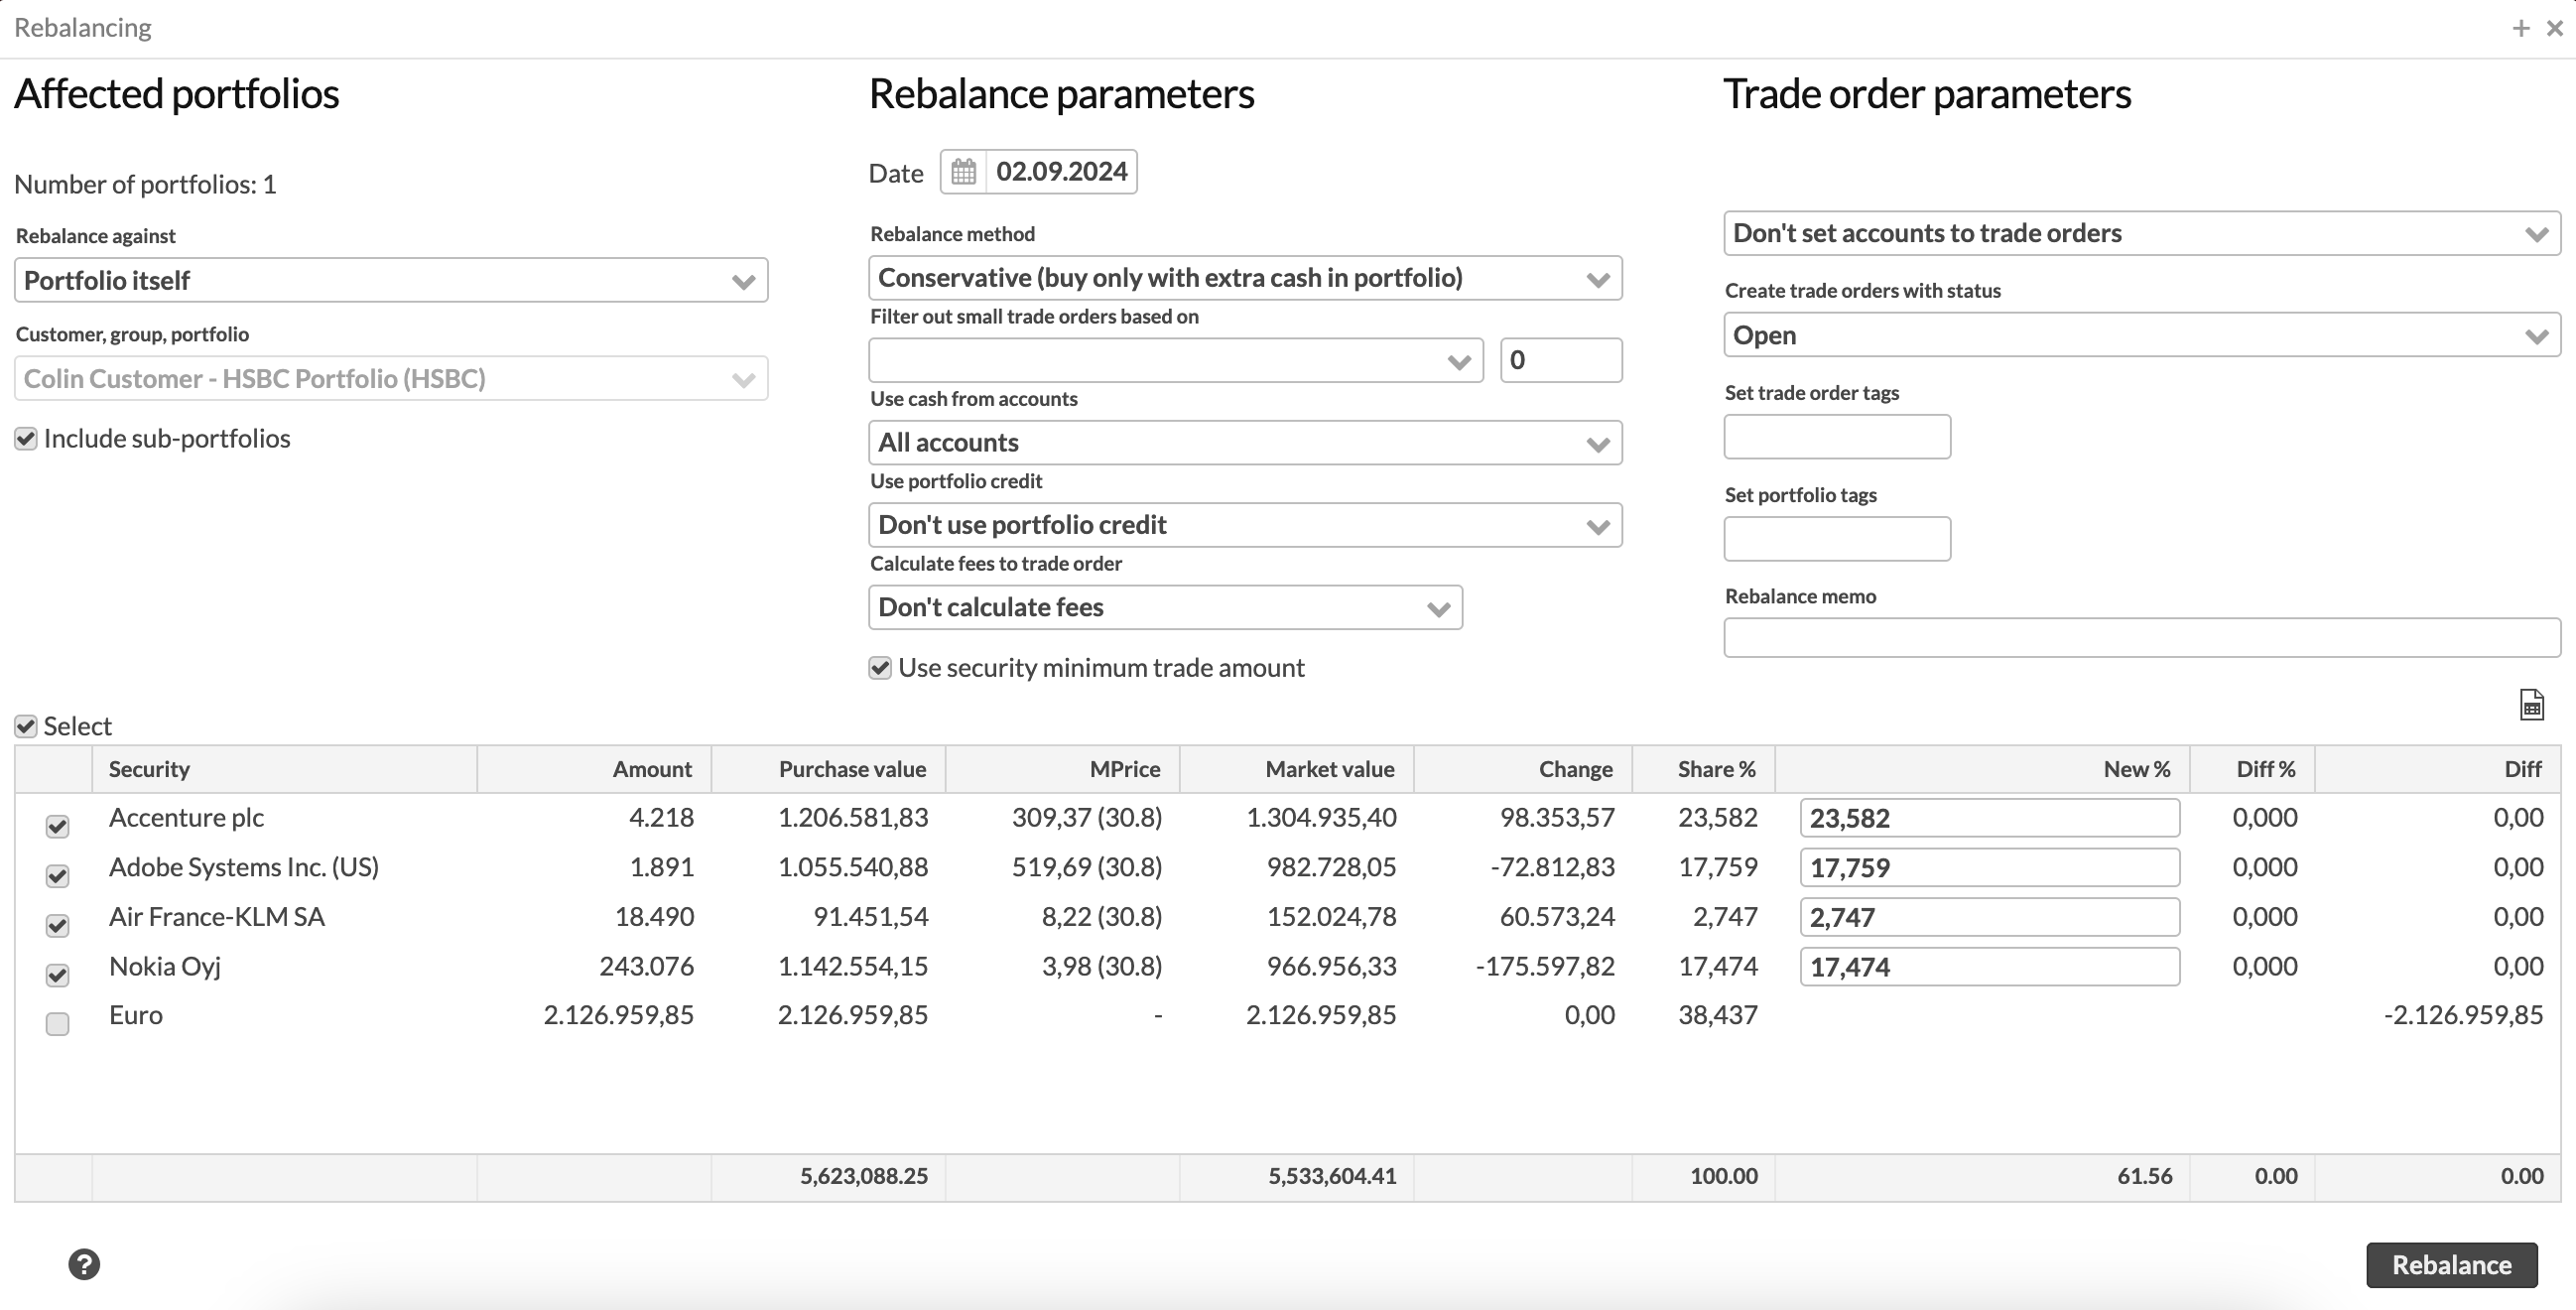 Rebalancing
Affected portfolios
Number of portfolios: 1
Rebalance against
Portfolio itself
Customer, group, portfolio
Colin Customer - HSBC Portfolio (HSBC)
Include sub-portfolios
Rebalance parameters
Date 02.09.2024
Rebalance method
Conservative (buy only with extra cash in portfolio)
Filter out small trade orders based on
0
Use cash from accounts
All accounts
Use portfolio credit
Don't use portfolio credit
Calculate fees to trade order
Don't calculate fees
Use security minimum trade amount
Trade order parameters
Don't set accounts to trade orders
Create trade orders with status
Open
Set trade order tags
Set portfolio tags
Rebalance memo
Select
Security Amount Purchase value MPrice Market value Change Share % New % Diff % Diff
Accenture plc 4.218 1.206.581,83 309,37 (30.8) 1.304.935,40 98.353,57 23,582 23,582 0,000 0,00
Adobe Systems Inc. (US) 1.891 1.055.540,88 519,69 (30.8) 982.728,05 -72.812,83 17,759 17,759 0,000 0,00
Air France-KLM SA 18.490 91.451,54 8,22 (30.8) 152.024,78 60.573,24 2,747 2,747 0,000 0,00
Nokia Oyj 243.076 1.142.554,15 3,98 (30.8) 966.956,33 -175.597,82 17,474 17,474 0,000 0,00
Euro 2.126.959,85 2.126.959,85 - 2.126.959,85 0,00 38,437 -2.126.959,85
5,623,088.25 5,533,604.41 100.00 61.56 0.00 0.00
?
Rebalance